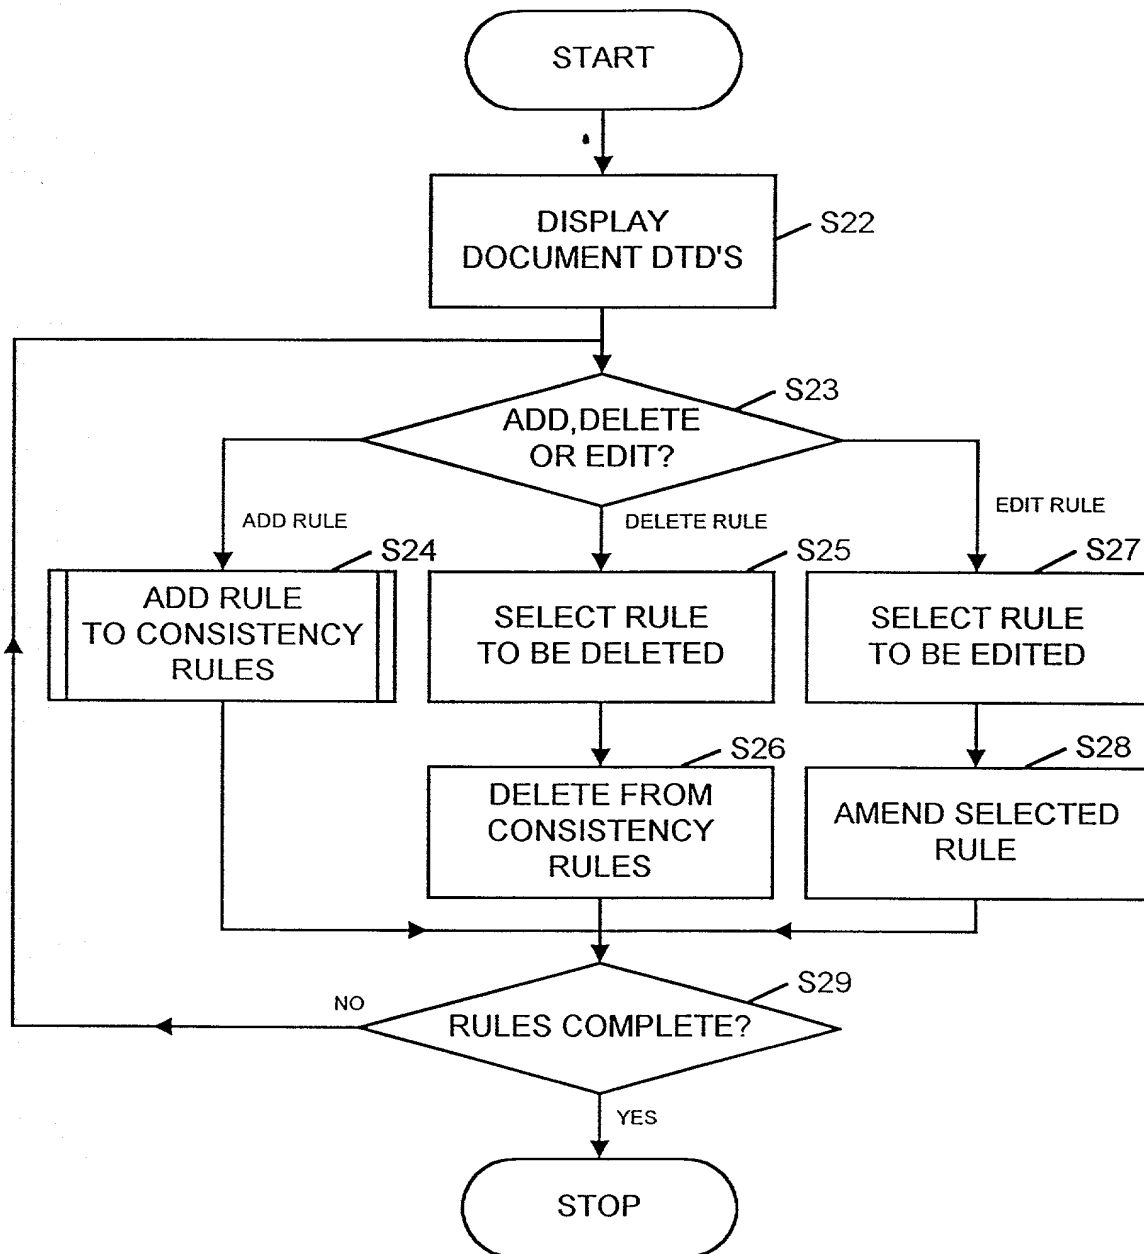 START
DISPLAY
DOCUMENT DTD'S
S22
S23
ADD,DELETE
OR EDIT?
ADD RULE
DELETE RULE
EDIT RULE
S24
S25
S27
ADD RULE
TO CONSISTENCY
RULES
SELECT RULE
TO BE DELETED
SELECT RULE
TO BE EDITED
S26
S28
DELETE FROM
CONSISTENCY
RULES
AMEND SELECTED
RULE
S29
NO
RULES COMPLETE?
YES
STOP